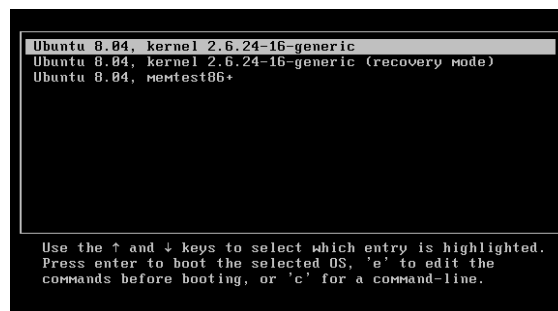 Ubuntu 8.04, kernel 2.6.24-16-generic
Ubuntu 8.04, kernel 2.6.24-16-generic (recovery mode)
Ubuntu 8.04, memtest86+
Use the ↑ and ↓ keys to select which entry is highlighted.
Press enter to boot the selected OS, 'e' to edit the
commands before booting, or 'c' for a command-line.